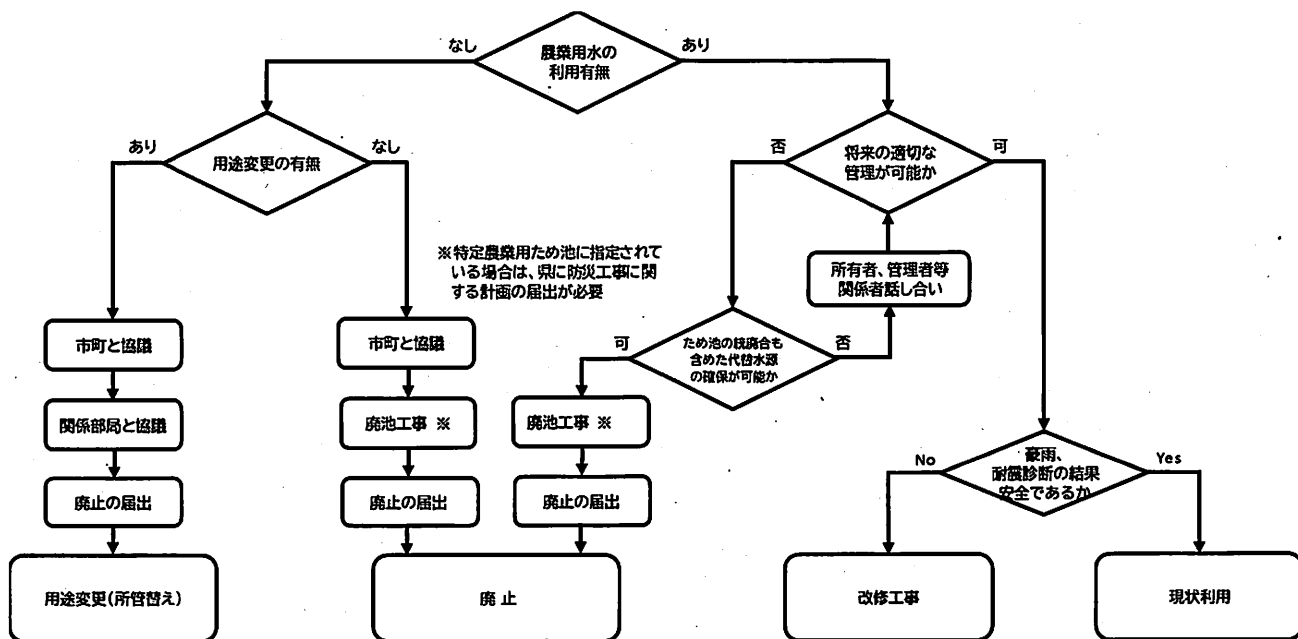 農業用水の
利用有無
なし
あり
用途変更の有無
あり
なし
将来の適切な
管理が可能か
否
可
※特定農業用ため池に指定されて
いる場合は、県に防災工事に関
する計画の届出が必要
所有者、管理者等
関係者話し合い
市町と協議
市町と協議
可
ため池の統廃合も
含めた代替水源
の確保が可能か
否
関係部局と協議
廃池工事 ※
廃池工事 ※
No
豪雨、
耐震診断の結果
安全であるか
Yes
廃止の届出
廃止の届出
廃止の届出
用途変更(所管替え)
廃 止
改修工事
現状利用